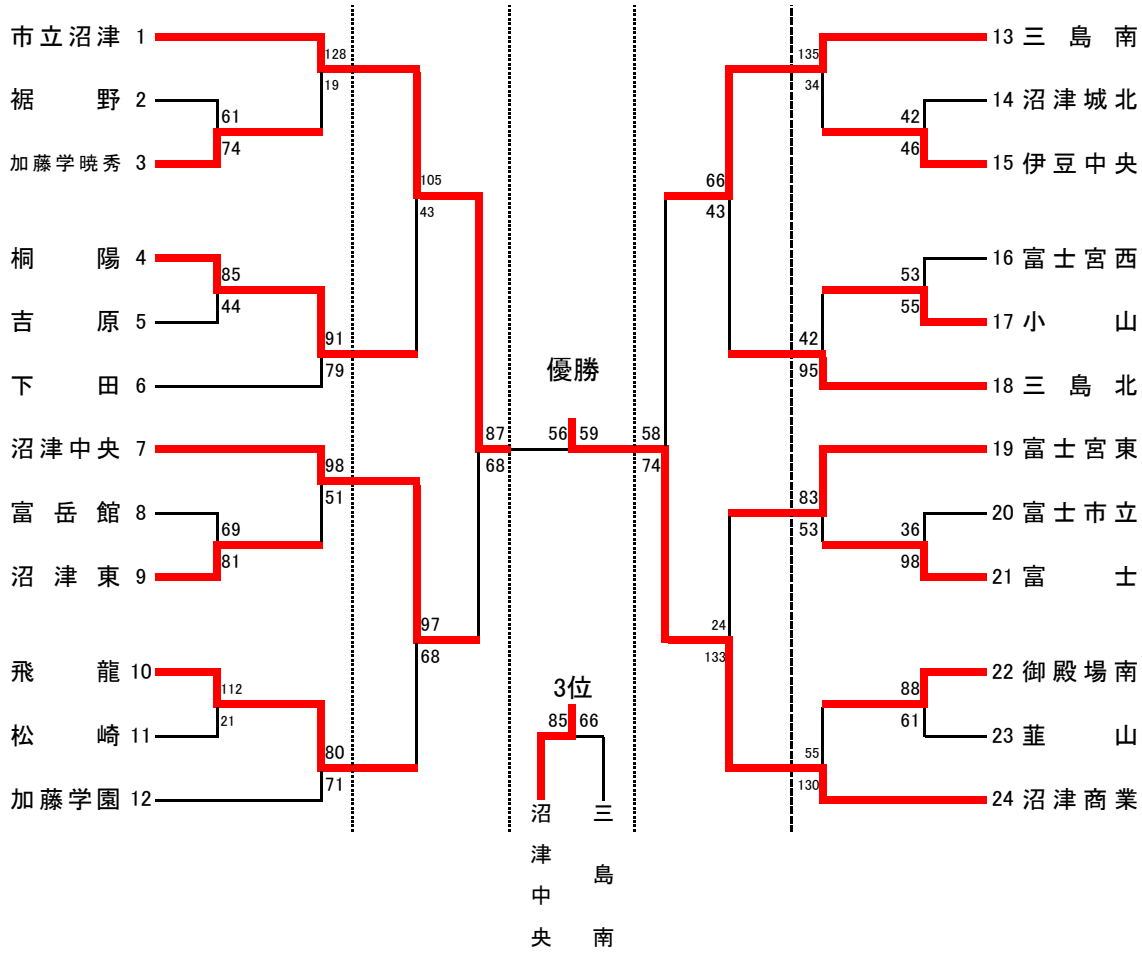 市立沼津 1
裾野 2
加藤学暁秀 3
桐陽 4
吉原 5
下田 6
沼津中央 7
富岳館 8
沼津東 9
飛龍 10
松崎 11
加藤学園 12
128
19
61
74
105
43
85
44
91
79
87
68
98
51
69
81
97
68
112
21
80
71
優勝
56 59
3位
85 66
沼津中央
三島南
135
34
42
46
66
43
53
55
42
95
58
74
83
53
36
98
24
133
88
61
55
130
13 三島南
14 沼津城北
15 伊豆中央
16 富士宮西
17 小山
18 三島北
19 富士宮東
20 富士市立
21 富士
22 御殿場南
23 韮山
24 沼津商業